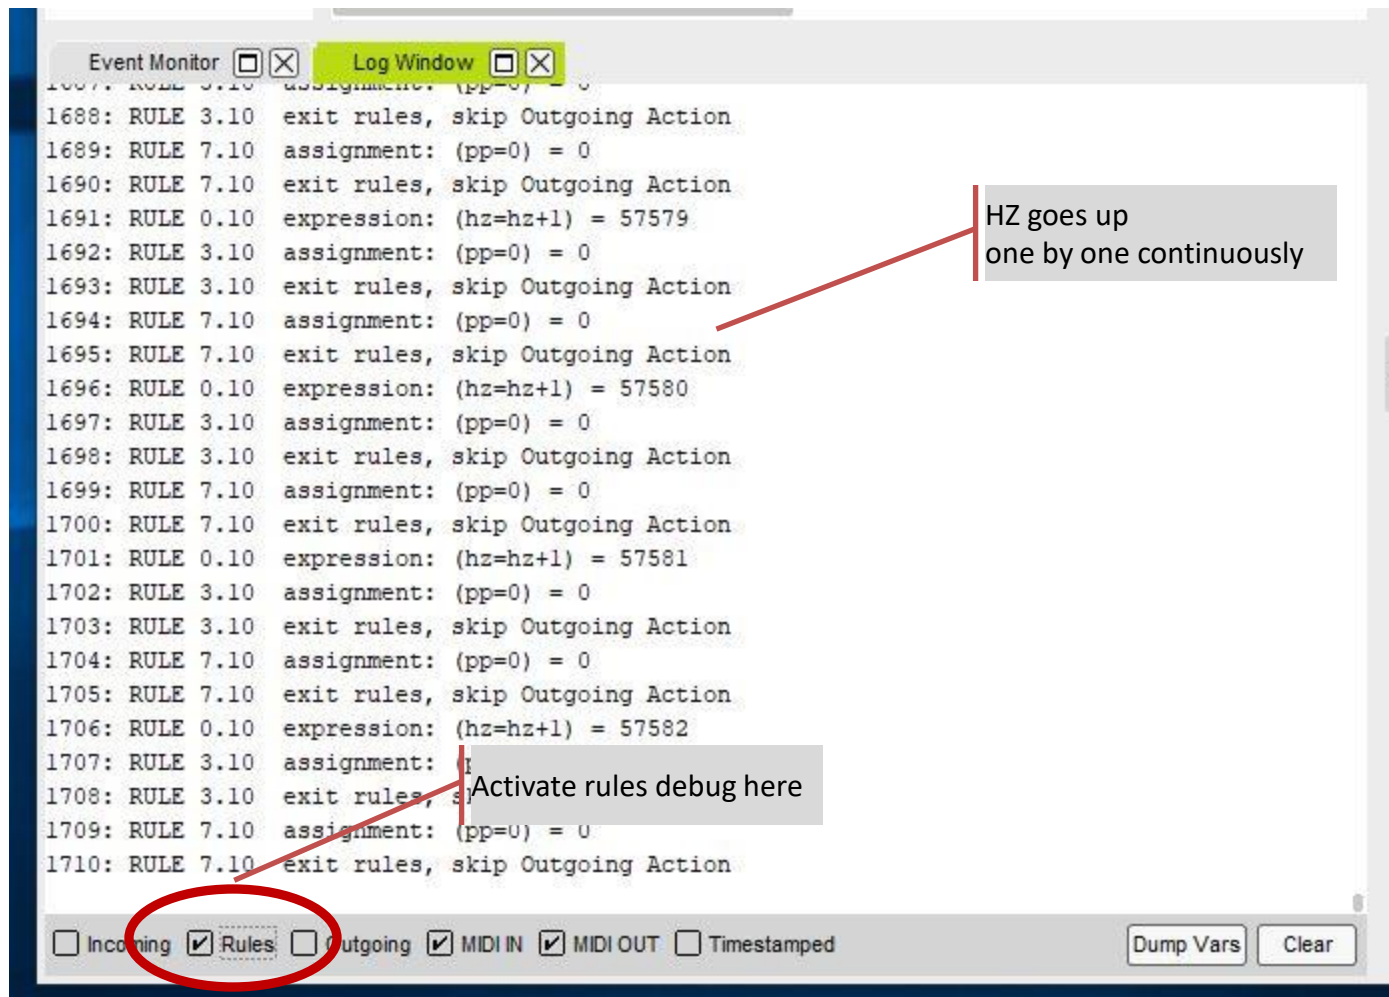 Event Monitor
Log Window
1687: RULE 3.10 assignment: (pp=0) = 0
1688: RULE 3.10 exit rules, skip Outgoing Action
1689: RULE 7.10 assignment: (pp=0) = 0
1690: RULE 7.10 exit rules, skip Outgoing Action
1691: RULE 0.10 expression: (hz=hz+1) = 57579
1692: RULE 3.10 assignment: (pp=0) = 0
1693: RULE 3.10 exit rules, skip Outgoing Action
1694: RULE 7.10 assignment: (pp=0) = 0
1695: RULE 7.10 exit rules, skip Outgoing Action
1696: RULE 0.10 expression: (hz=hz+1) = 57580
1697: RULE 3.10 assignment: (pp=0) = 0
1698: RULE 3.10 exit rules, skip Outgoing Action
1699: RULE 7.10 assignment: (pp=0) = 0
1700: RULE 7.10 exit rules, skip Outgoing Action
1701: RULE 0.10 expression: (hz=hz+1) = 57581
1702: RULE 3.10 assignment: (pp=0) = 0
1703: RULE 3.10 exit rules, skip Outgoing Action
1704: RULE 7.10 assignment: (pp=0) = 0
1705: RULE 7.10 exit rules, skip Outgoing Action
1706: RULE 0.10 expression: (hz=hz+1) = 57582
1707: RULE 3.10 assignment:
1708: RULE 3.10 exit rules,
1709: RULE 7.10 assignment: (pp=0) = 0
1710: RULE 7.10 exit rules, skip Outgoing Action
HZ goes up
one by one continuously
Activate rules debug here
Incoming Rules Outgoing MIDI IN MIDI OUT Timestamped
Dump Vars
Clear